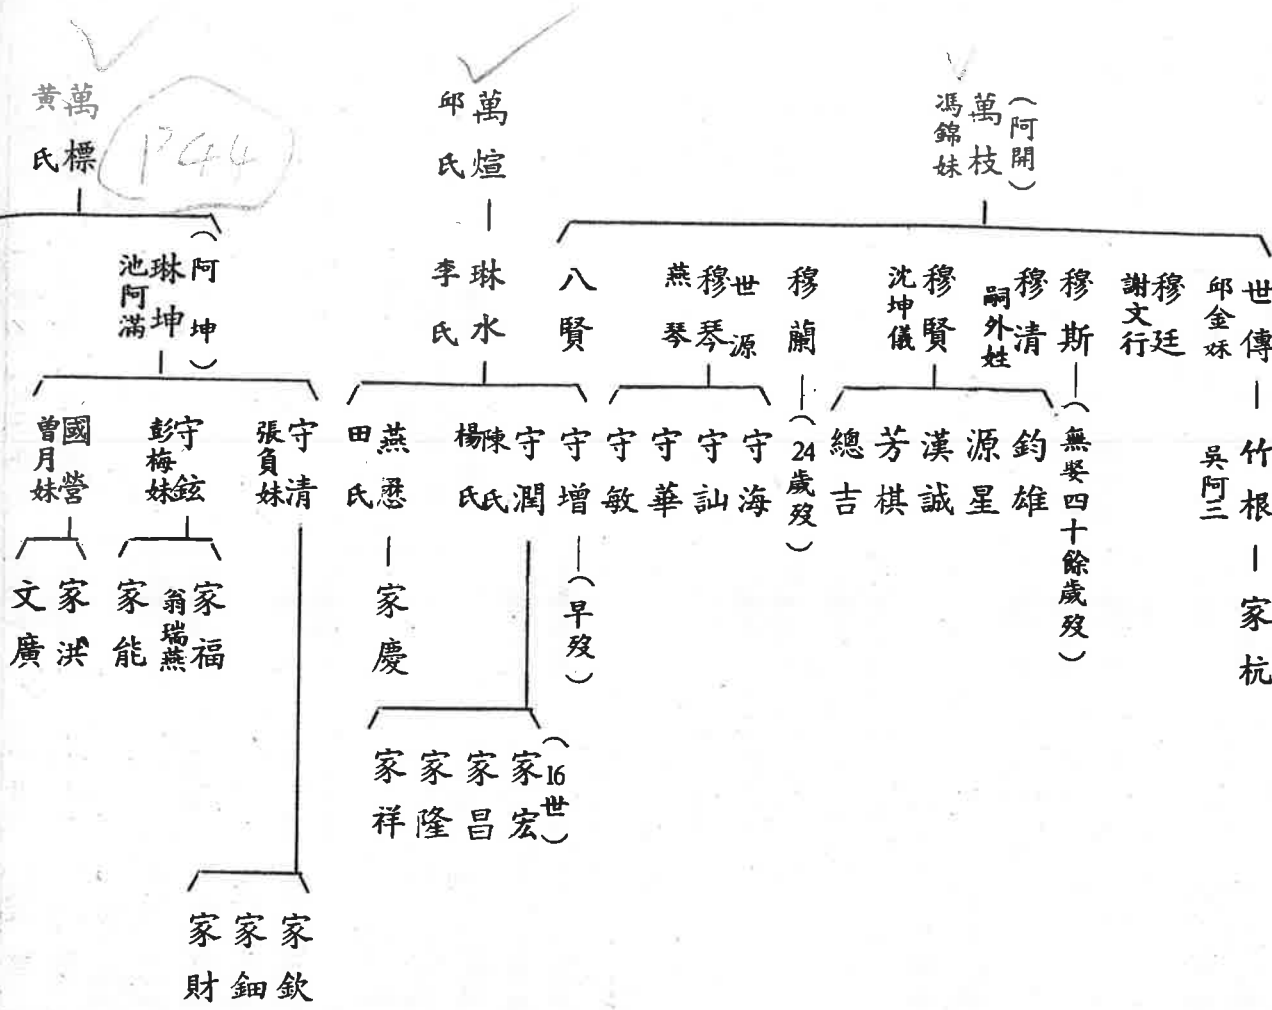 (阿開)
萬枝
馮錦妹
世傳
邱金妹
竹根
吳阿三
家杭
穆廷
謝文行
穆斯
(無娶四十餘歲歿)
穆清
嗣外姓
穆賢
沈坤儀
鈞雄
源星
漢誠
芳棋
總吉
穆蘭
(24歲歿)
世源
穆琴
燕琴
守海
守訕
守華
守敏
八賢
萬煊
邱氏
琳水
李氏
守增
(早歿)
守潤
陳氏
楊氏
(16世)
家宏
家昌
家隆
家祥
燕懋
田氏
家慶
萬標
黃氏
P44
(阿坤)
琳坤
池阿滿
守清
張負妹
家欽
家鈿
家財
守鉉
彭梅妹
家福
翁瑞燕
家能
國營
曾月妹
家洪
文廣